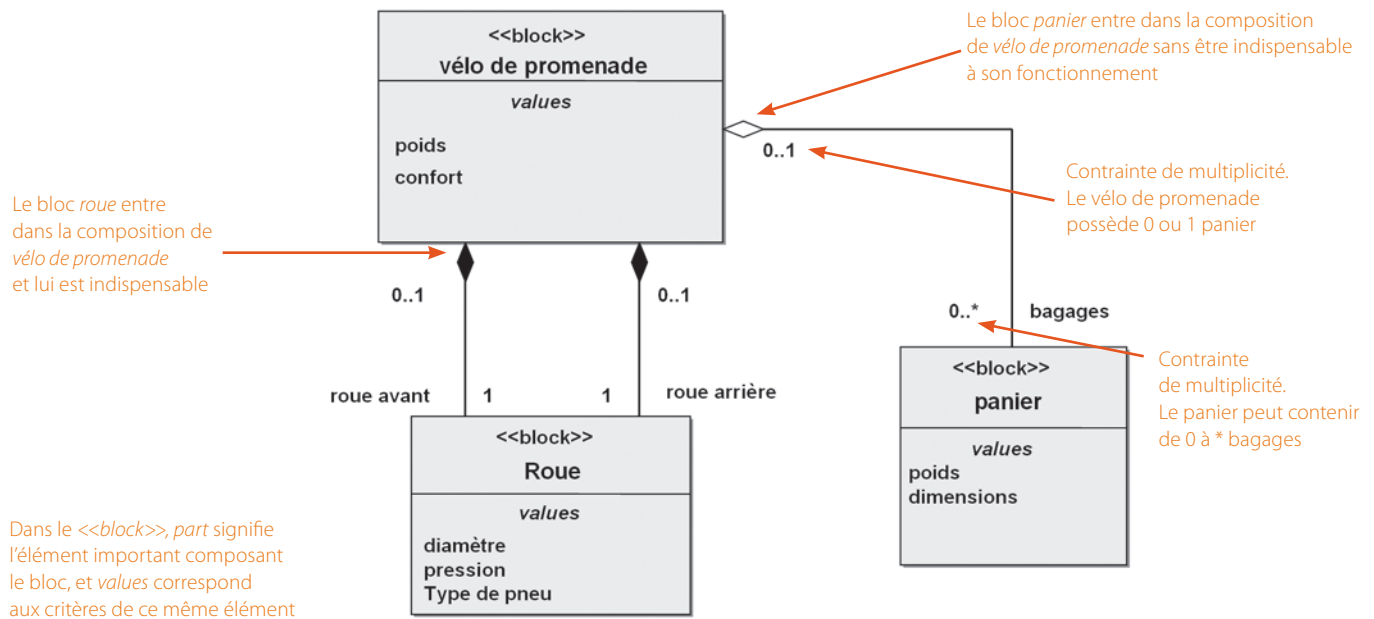 <<block>>
vélo de promenade
values
poids
confort
Le bloc panier entre dans la composition
de vélo de promenade sans être indispensable
à son fonctionnement
0..1
Contrainte de multiplicité.
Le vélo de promenade
possède 0 ou 1 panier
Le bloc roue entre
dans la composition de
vélo de promenade
et lui est indispensable
0..1
0..1
0..*
bagages
roue avant
1
1
roue arrière
<<block>>
panier
values
poids
dimensions
Contrainte
de multiplicité.
Le panier peut contenir
de 0 à * bagages
<<block>>
Roue
values
diamètre
pression
Type de pneu
Dans le <<block>>, part signifie
l'élément important composant
le bloc, et values correspond
aux critères de ce même élément